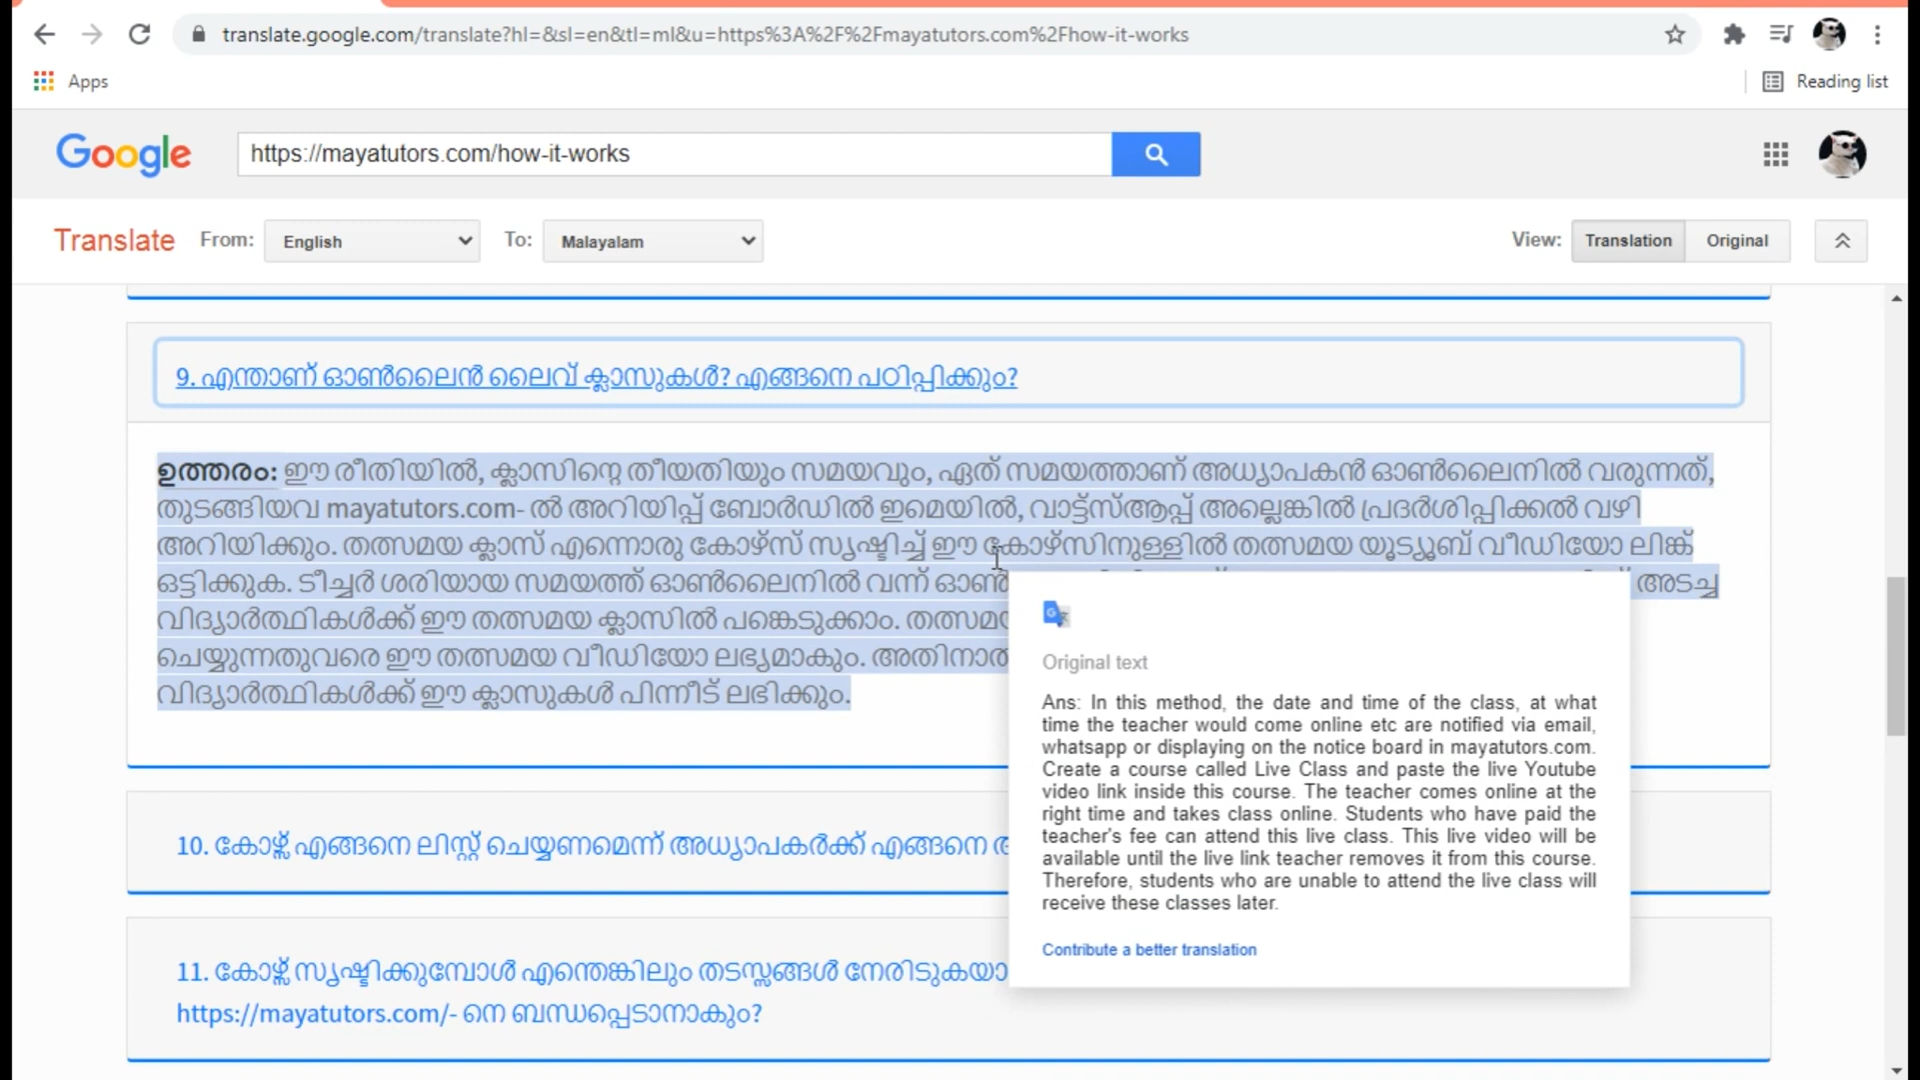 translate.google.com/translate?hl=&sl=en&tl=ml&u=https%3A%2F%2Fmayatutors.com%2Fhow-it-works
Apps
Reading list
Google
https://mayatutors.com/how-it-works
Translate From: English To: Malayalam View: Translation Original
9. എന്താണ് ഓൺലൈൻ ലൈവ് ക്ലാസുകൾ? എങ്ങനെ പഠിപ്പിക്കും?
ഉത്തരം: ഈ രീതിയിൽ, ക്ലാസിന്റെ തീയതിയും സമയവും, ഏത് സമയത്താണ് അധ്യാപകൻ ഓൺലൈനിൽ വരുന്നത്,
തുടങ്ങിയവ mayatutors.com- ൽ അറിയിപ്പ് ബോർഡിൽ ഇമെയിൽ, വാട്ട്സ്ആപ്പ് അല്ലെങ്കിൽ പ്രദർശിപ്പിക്കൽ വഴി
അറിയിക്കും. തത്സമയ ക്ലാസ് എന്നൊരു കോഴ്സ് സൃഷ്ടിച്ച് ഈ കോഴ്സിനുള്ളിൽ തത്സമയ യൂട്യൂബ് വീഡിയോ ലിങ്ക്
ഒട്ടിക്കുക. ടീച്ചർ ശരിയായ സമയത്ത് ഓൺലൈനിൽ വന്ന് ഓൺ അടച്ച
വിദ്യാർത്ഥികൾക്ക് ഈ തത്സമയ ക്ലാസിൽ പങ്കെടുക്കാം. തത്സമയ
ചെയ്യുന്നതുവരെ ഈ തത്സമയ വീഡിയോ ലഭ്യമാകും. അതിനാൽ
വിദ്യാർത്ഥികൾക്ക് ഈ ക്ലാസുകൾ പിന്നീട് ലഭിക്കും.
Original text
Ans: In this method, the date and time of the class, at what
time the teacher would come online etc are notified via email,
whatsapp or displaying on the notice board in mayatutors.com.
Create a course called Live Class and paste the live Youtube
video link inside this course. The teacher comes online at the
right time and takes class online. Students who have paid the
teacher's fee can attend this live class. This live video will be
available until the live link teacher removes it from this course.
Therefore, students who are unable to attend the live class will
receive these classes later.
Contribute a better translation
10. കോഴ്സ് എങ്ങനെ ലിസ്റ്റ് ചെയ്യണമെന്ന് അധ്യാപകർക്ക് എങ്ങനെ
11. കോഴ്സ് സൃഷ്ടിക്കുമ്പോൾ എന്തെങ്കിലും തടസ്സങ്ങൾ നേരിടുകയാ
https://mayatutors.com/- നെ ബന്ധപ്പെടാനാകും?